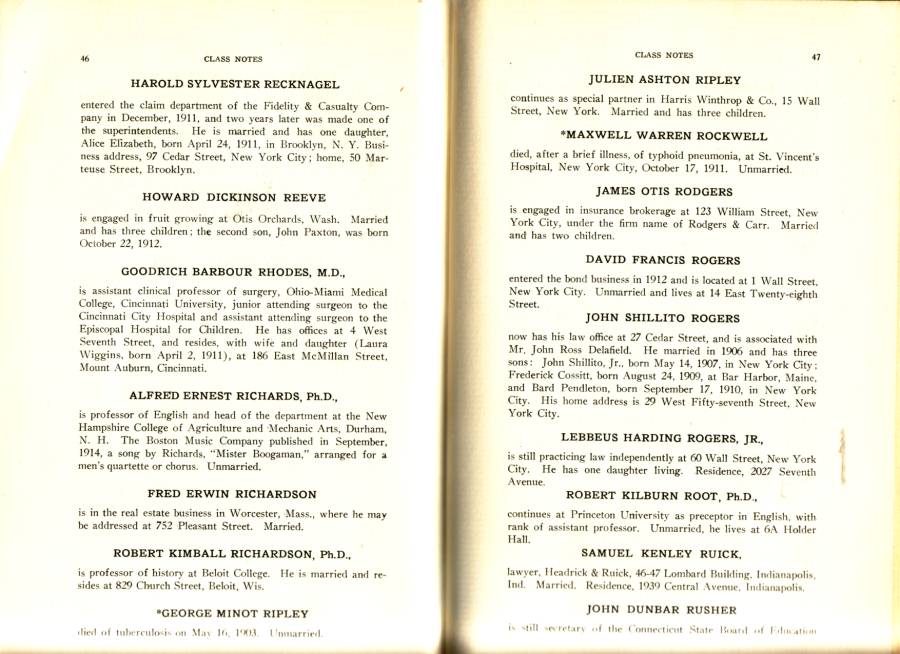 46
CLASS NOTES
HAROLD SYLVESTER RECKNAGEL
entered the claim department of the Fidelity & Casualty Com-
pany in December, 1911, and two years later was made one of
the superintendents. He is married and has one daughter,
Alice Elizabeth, born April 24, 1911, in Brooklyn, N. Y. Busi-
ness address, 97 Cedar Street, New York City; home, 50 Mar-
teuse Street, Brooklyn.
HOWARD DICKINSON REEVE
is engaged in fruit growing at Otis Orchards, Wash. Married
and has three children; the second son, John Paxton, was born
October 22, 1912.
GOODRICH BARBOUR RHODES, M.D.,
is assistant clinical professor of surgery, Ohio-Miami Medical
College, Cincinnati University, junior attending surgeon to the
Cincinnati City Hospital and assistant attending surgeon to the
Episcopal Hospital for Children. He has offices at 4 West
Seventh Street, and resides, with wife and daughter (Laura
Wiggins, born April 2, 1911), at 186 East McMillan Street,
Mount Auburn, Cincinnati.
ALFRED ERNEST RICHARDS, Ph.D.,
is professor of English and head of the department at the New
Hampshire College of Agriculture and Mechanic Arts, Durham,
N. H. The Boston Music Company published in September,
1914, a song by Richards, "Mister Boogaman," arranged for a
men's quartette or chorus. Unmarried.
FRED ERWIN RICHARDSON
is in the real estate business in Worcester, Mass., where he may
be addressed at 752 Pleasant Street. Married.
ROBERT KIMBALL RICHARDSON, Ph.D.,
is professor of history at Beloit College. He is married and re-
sides at 829 Church Street, Beloit, Wis.
*GEORGE MINOT RIPLEY
died of tuberculosis on May 16, 1903. Unmarried.
CLASS NOTES
47
JULIEN ASHTON RIPLEY
continues as special partner in Harris Winthrop & Co., 15 Wall
Street, New York. Married and has three children.
*MAXWELL WARREN ROCKWELL
died, after a brief illness, of typhoid pneumonia, at St. Vincent's
Hospital, New York City, October 17, 1911. Unmarried.
JAMES OTIS RODGERS
is engaged in insurance brokerage at 123 William Street, New
York City, under the firm name of Rodgers & Carr. Married
and has two children.
DAVID FRANCIS ROGERS
entered the bond business in 1912 and is located at 1 Wall Street,
New York City. Unmarried and lives at 14 East Twenty-eighth
Street.
JOHN SHILLITO ROGERS
now has his law office at 27 Cedar Street, and is associated with
Mr. John Ross Delafield. He married in 1906 and has three
sons: John Shillito, Jr., born May 14, 1907, in New York City;
Frederick Cossitt, born August 24, 1909, at Bar Harbor, Maine,
and Bard Pendleton, born September 17, 1910, in New York
City. His home address is 29 West Fifty-seventh Street, New
York City.
LEBBEUS HARDING ROGERS, JR.,
is still practicing law independently at 60 Wall Street, New York
City. He has one daughter living. Residence, 2027 Seventh
Avenue.
ROBERT KILBURN ROOT, Ph.D.,
continues at Princeton University as preceptor in English, with
rank of assistant professor. Unmarried, he lives at 6A Holder
Hall.
SAMUEL KENLEY RUICK,
lawyer, Headrick & Ruick, 46-47 Lombard Building, Indianapolis,
Ind. Married. Residence, 1939 Central Avenue, Indianapolis.
JOHN DUNBAR RUSHER
is still secretary of the Connecticut State Board of Education